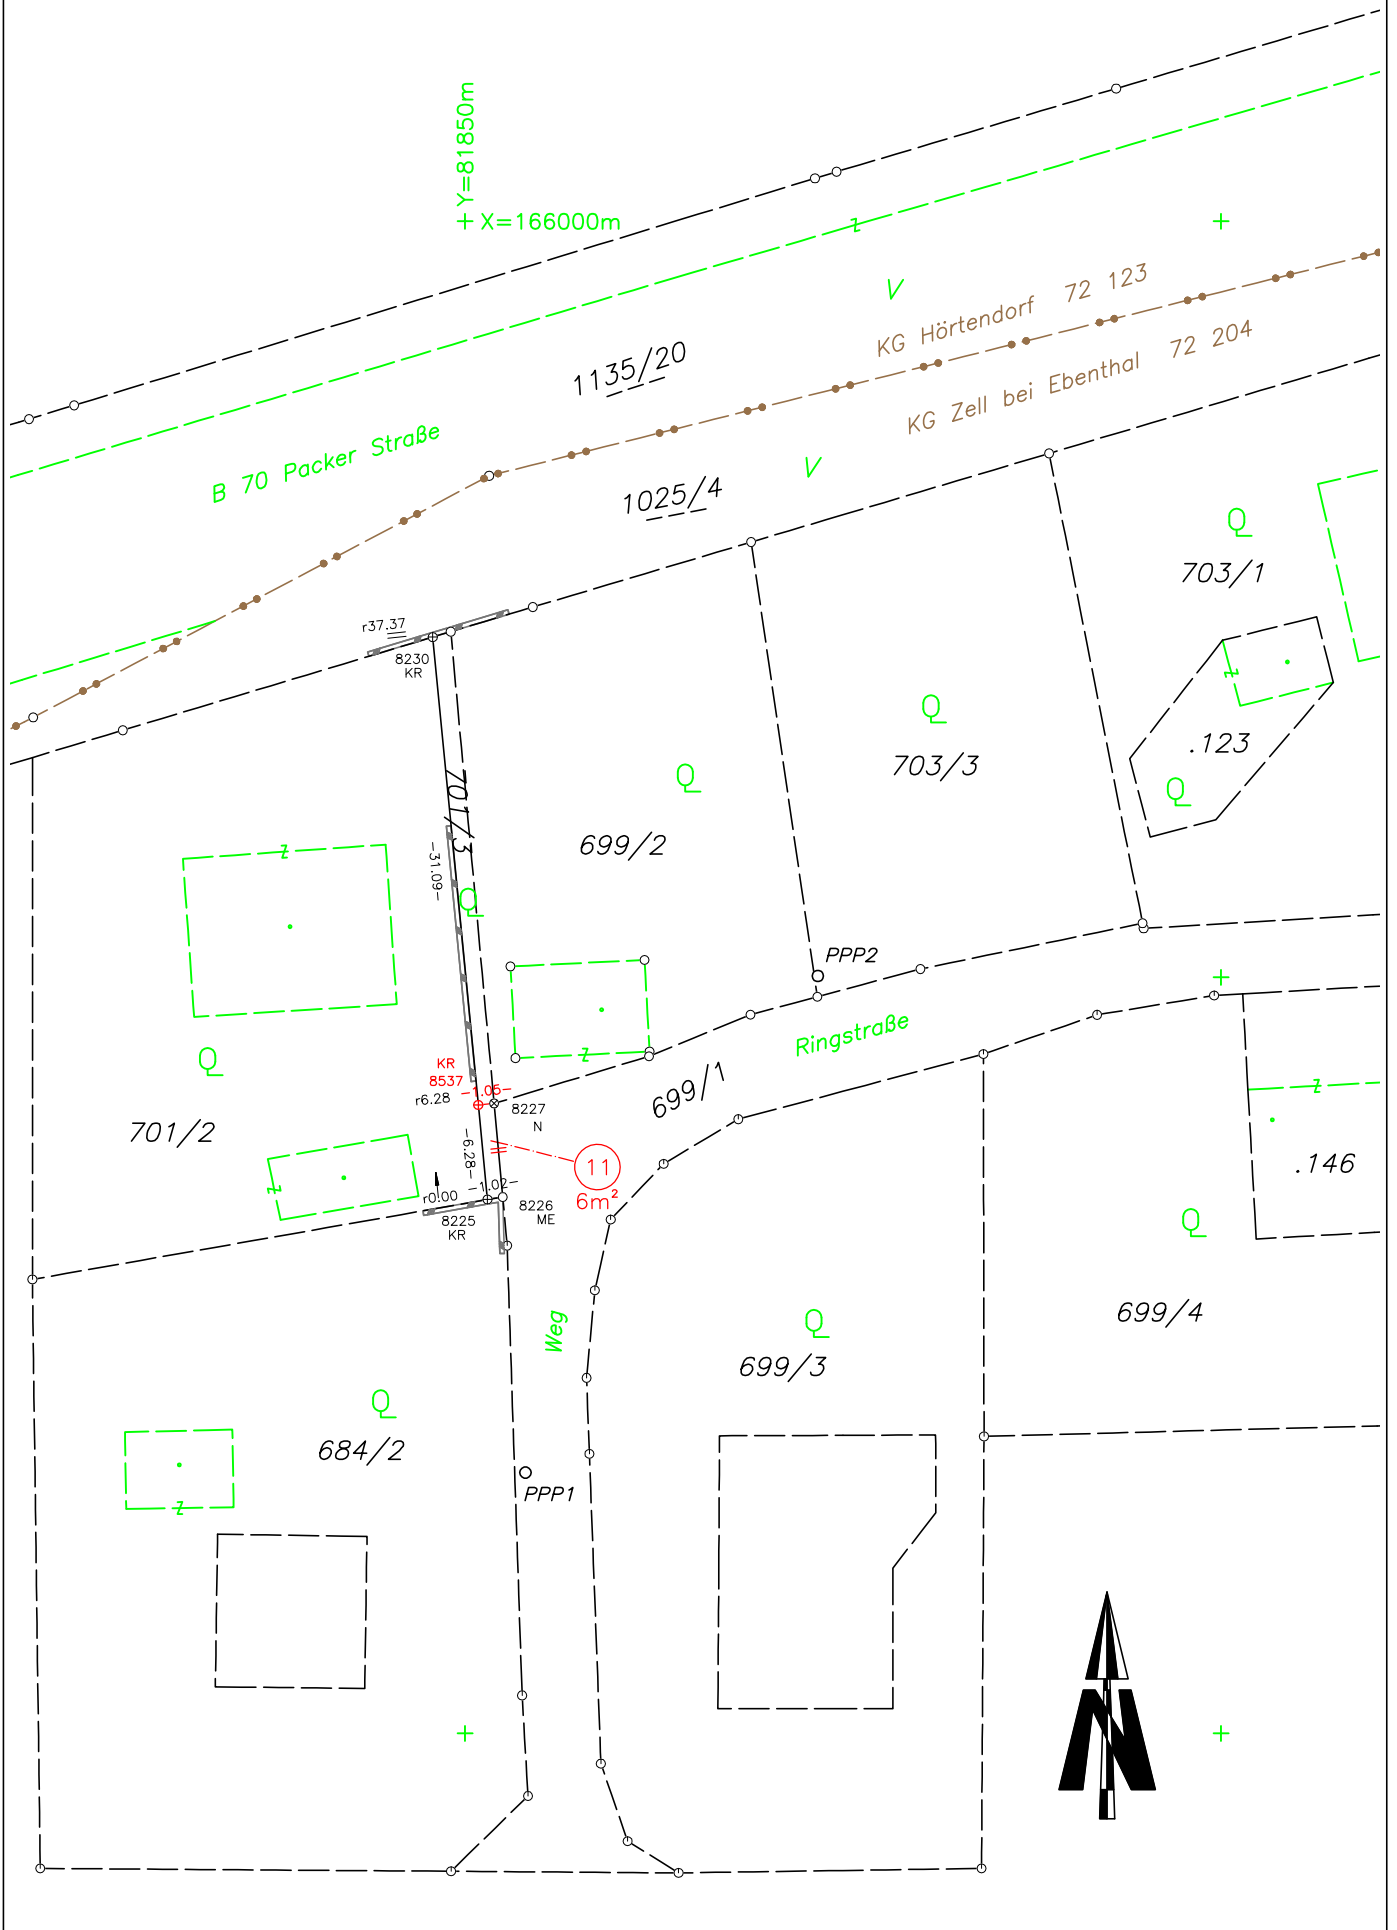 Y=81850m
X=166000m
z
V
KG Hörtendorf 72 123
KG Zell bei Ebenthal 72 204
1135/20
B 70 Packer Straße
V
1025/4
Q
703/1
r37.37
8230
KR
z
.123
Q
Q
703/3
Q
699/2
701/3
-31.09-
Q
z
Q
PPP2
Ringstraße
z
699/1
KR
8537
-1.05-
r6.28
8227
N
701/2
z
-6.28-
11
6m²
z
.146
r0.00
-1.02-
8226
ME
8225
KR
Q
Weg
Q
699/3
699/4
Q
684/2
z
PPP1
N